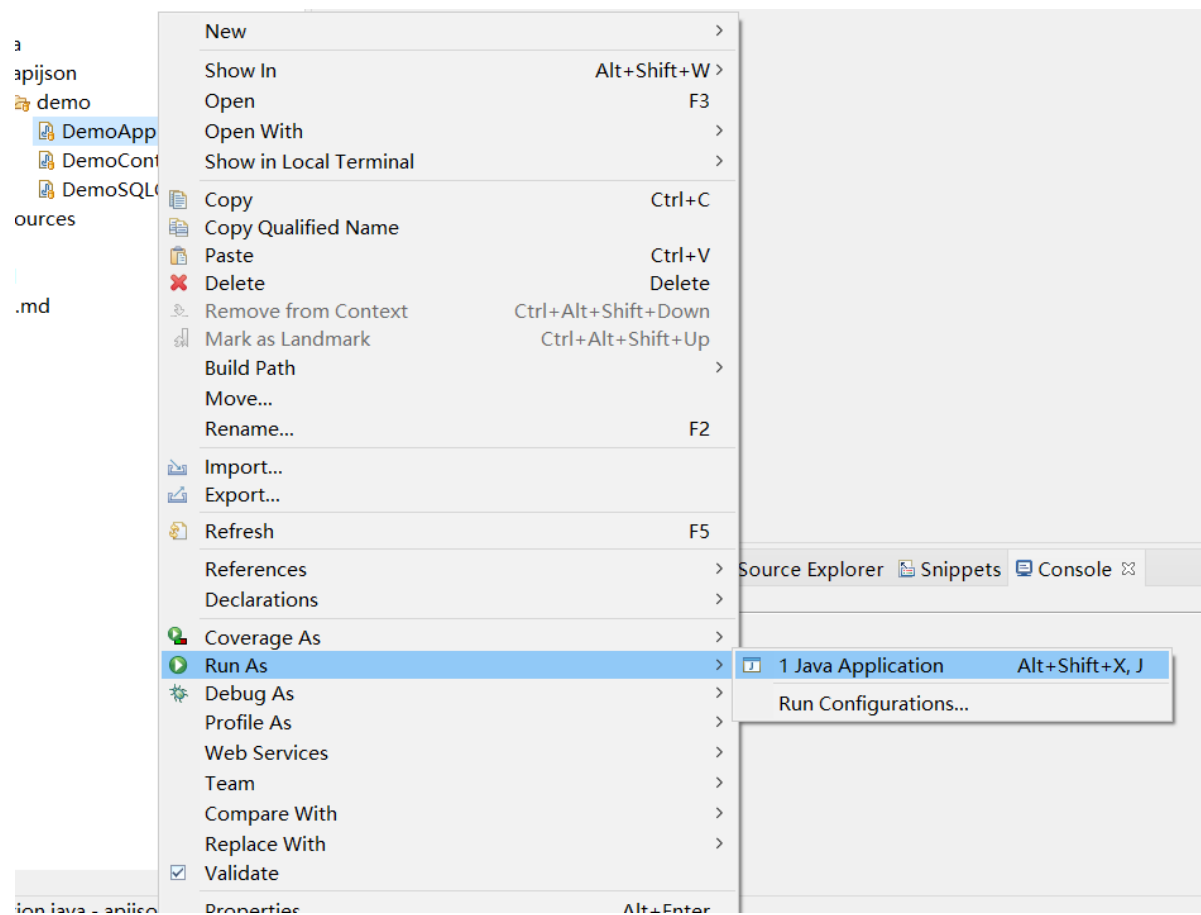 New
a
Show In Alt+Shift+W
apijson
Open F3
demo
DemoApp
Open With
DemoCont
Show in Local Terminal
DemoSQL
Copy Ctrl+C
ources
Copy Qualified Name
Paste Ctrl+V
Delete Delete
.md
Remove from Context Ctrl+Alt+Shift+Down
Mark as Landmark Ctrl+Alt+Shift+Up
Build Path
Move...
Rename... F2
Import...
Export...
Refresh F5
References
Source Explorer Snippets Console
Declarations
Coverage As
Run As
1 Java Application Alt+Shift+X, J
Debug As
Run Configurations...
Profile As
Web Services
Team
Compare With
Replace With
Validate
Properties Alt+Enter
ion.java - apijso